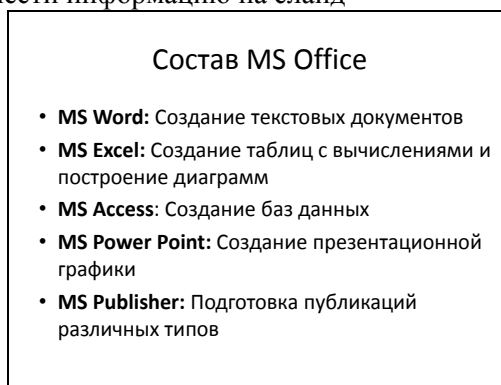 информацию на слайд
Состав MS Office
• MS Word: Создание текстовых документов
• MS Excel: Создание таблиц с вычислениями и
построение диаграмм
• MS Access: Создание баз данных
• MS Power Point: Создание презентационной
графики
• MS Publisher: Подготовка публикаций
различных типов